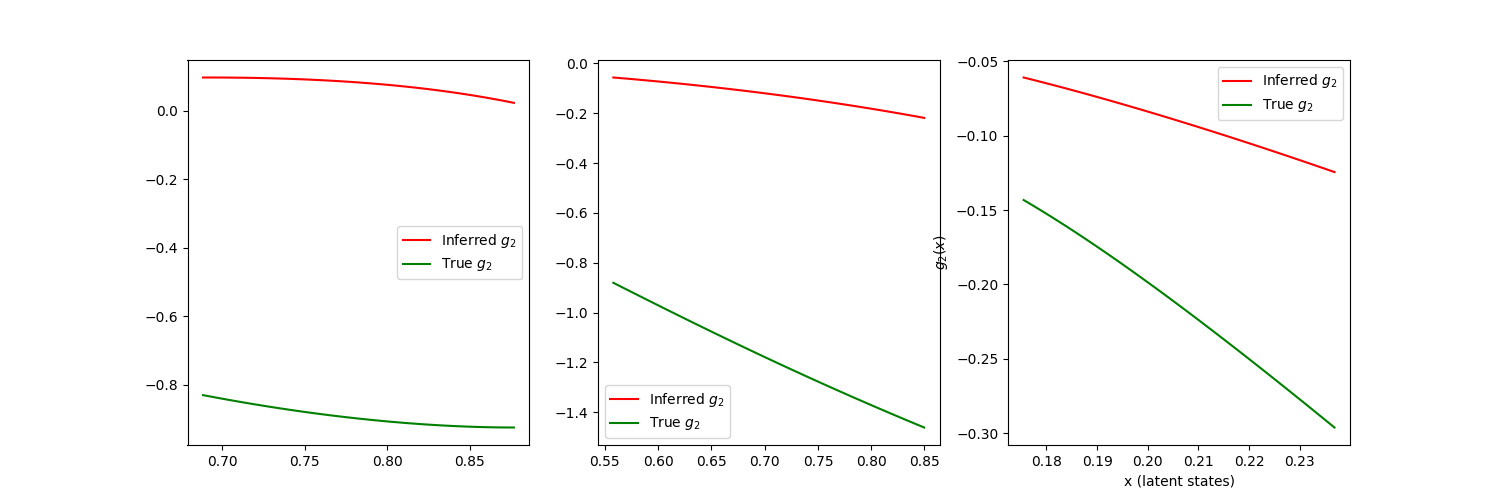 0.0
−0.2
−0.4
−0.6
−0.8
0.70 0.75 0.80 0.85
Inferred g₂
True g₂
0.0
−0.2
−0.4
−0.6
−0.8
−1.0
−1.2
−1.4
0.55 0.60 0.65 0.70 0.75 0.80 0.85
Inferred g₂
True g₂
g₂(x)
−0.05
−0.10
−0.15
−0.20
−0.25
−0.30
0.18 0.19 0.20 0.21 0.22 0.23
x (latent states)
Inferred g₂
True g₂